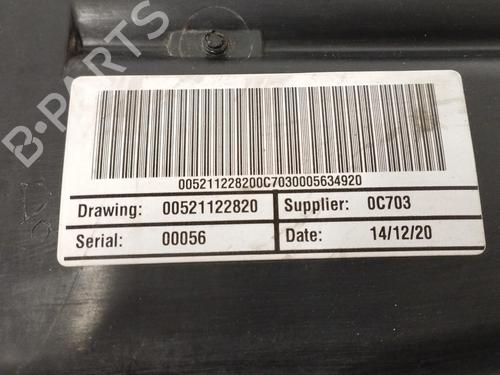 B-PARTS
005211228200C7030005634920
Drawing: 00521122820 Supplier: 0C703
Serial: 00056 Date: 14/12/20